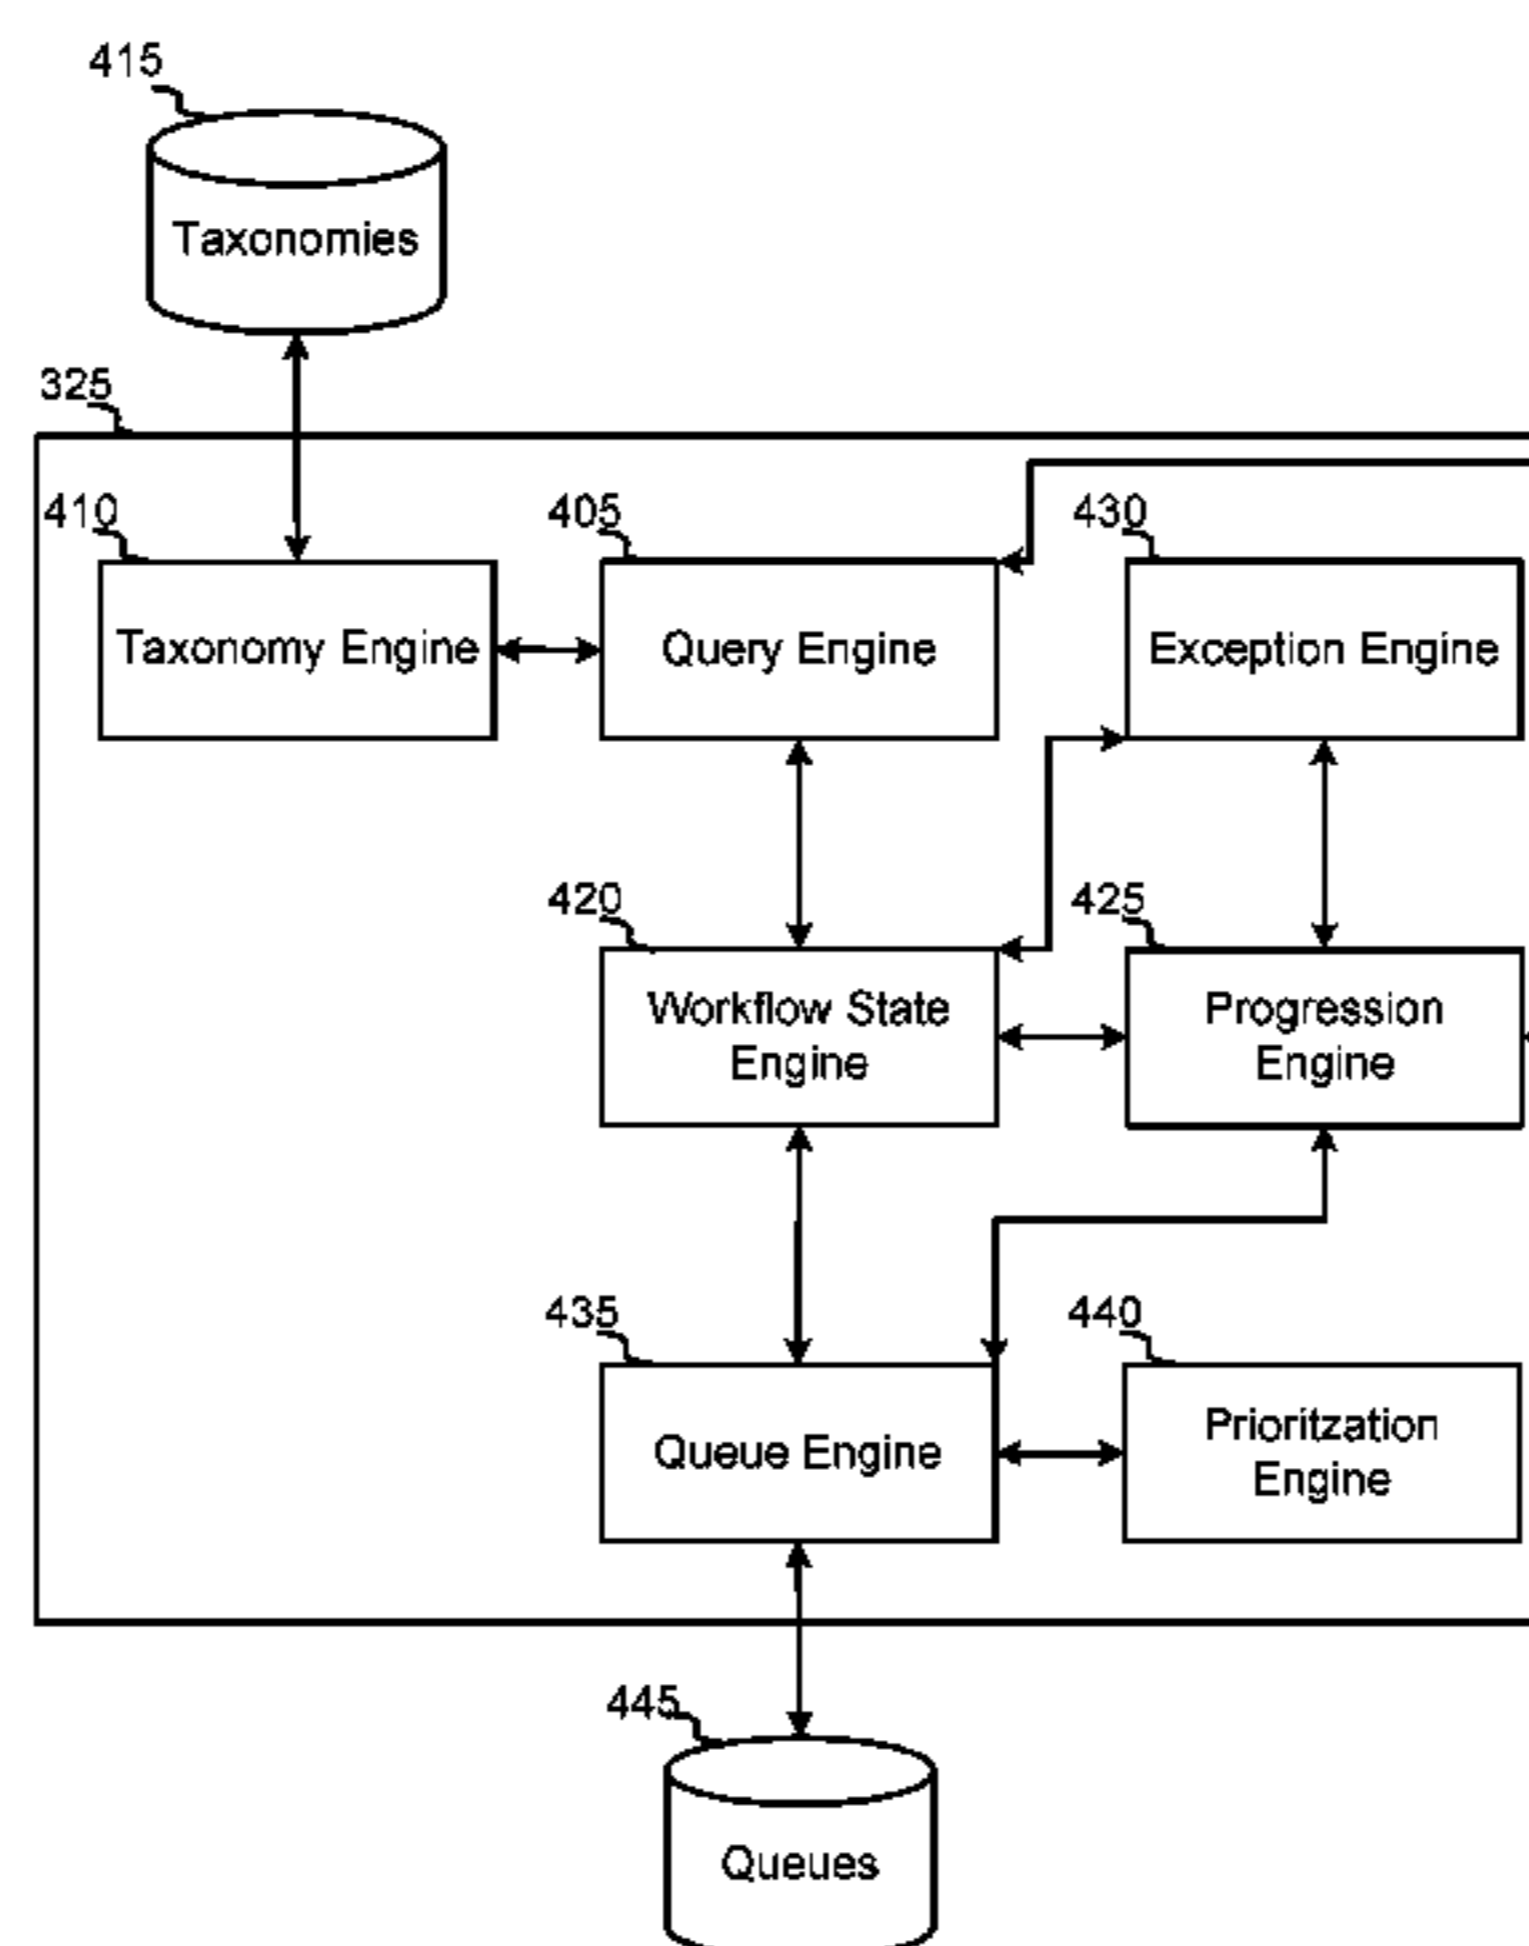 415
Taxonomies
325
410
405
430
Taxonomy Engine
Query Engine
Exception Engine
420
425
Workflow State
Engine
Progression
Engine
435
440
Queue Engine
Prioritzation
Engine
445
Queues